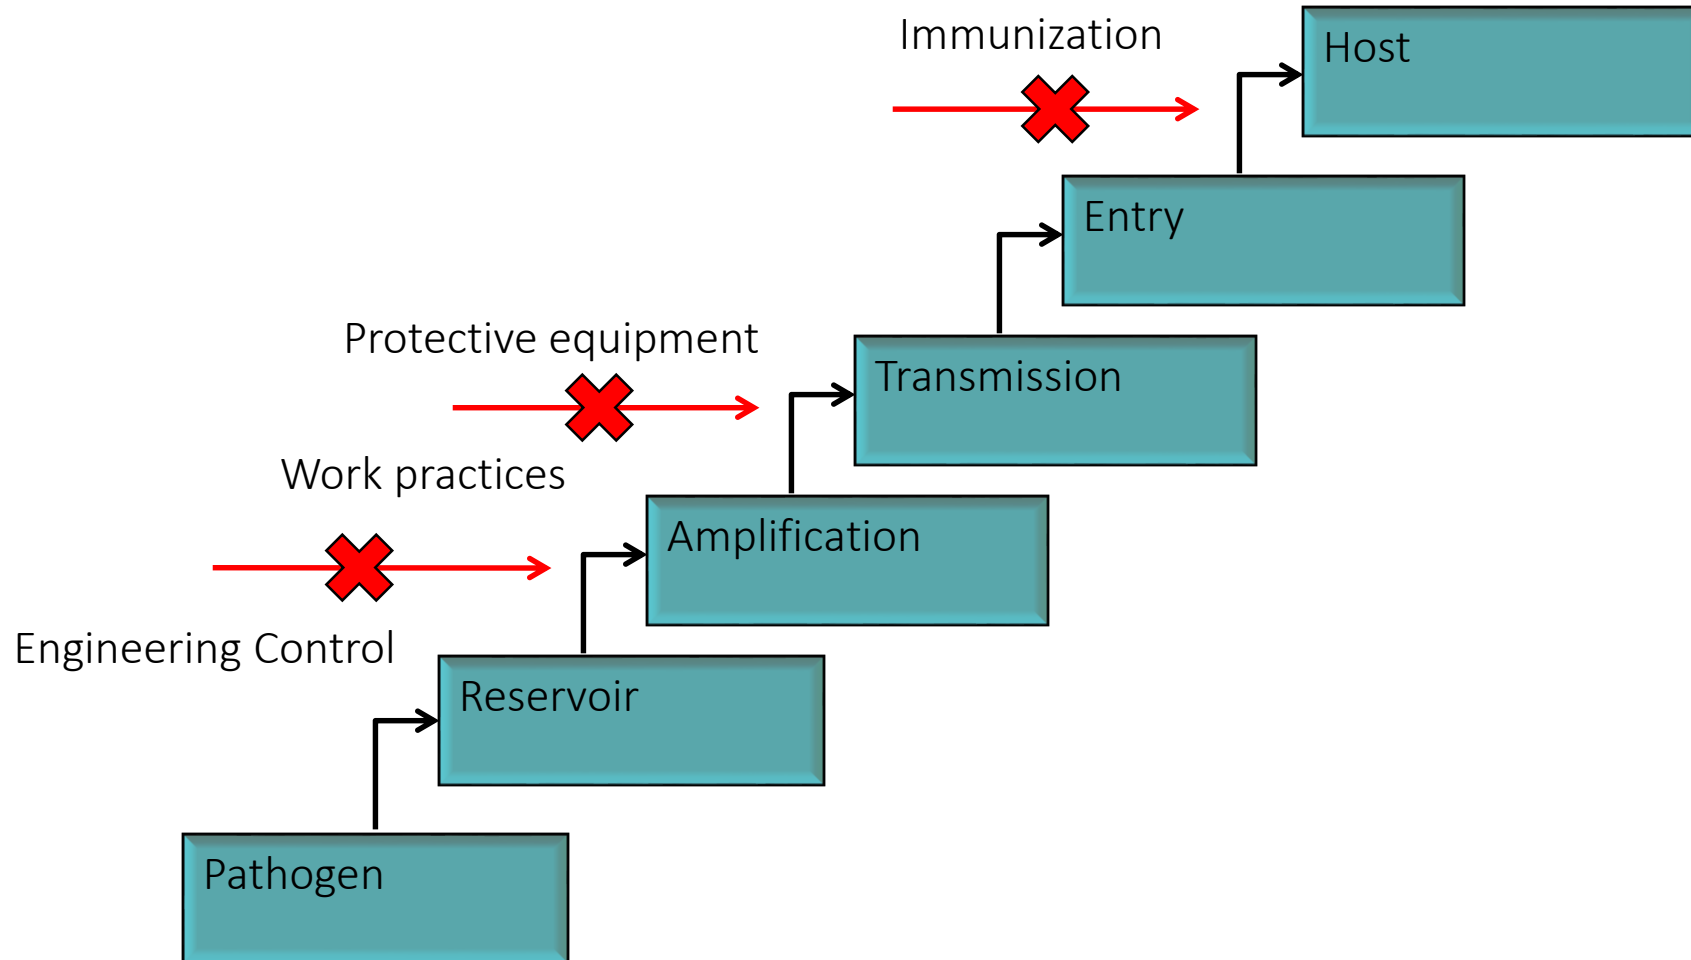 Immunization
Host
Entry
Protective equipment
Transmission
Work practices
Amplification
Engineering Control
Reservoir
Pathogen